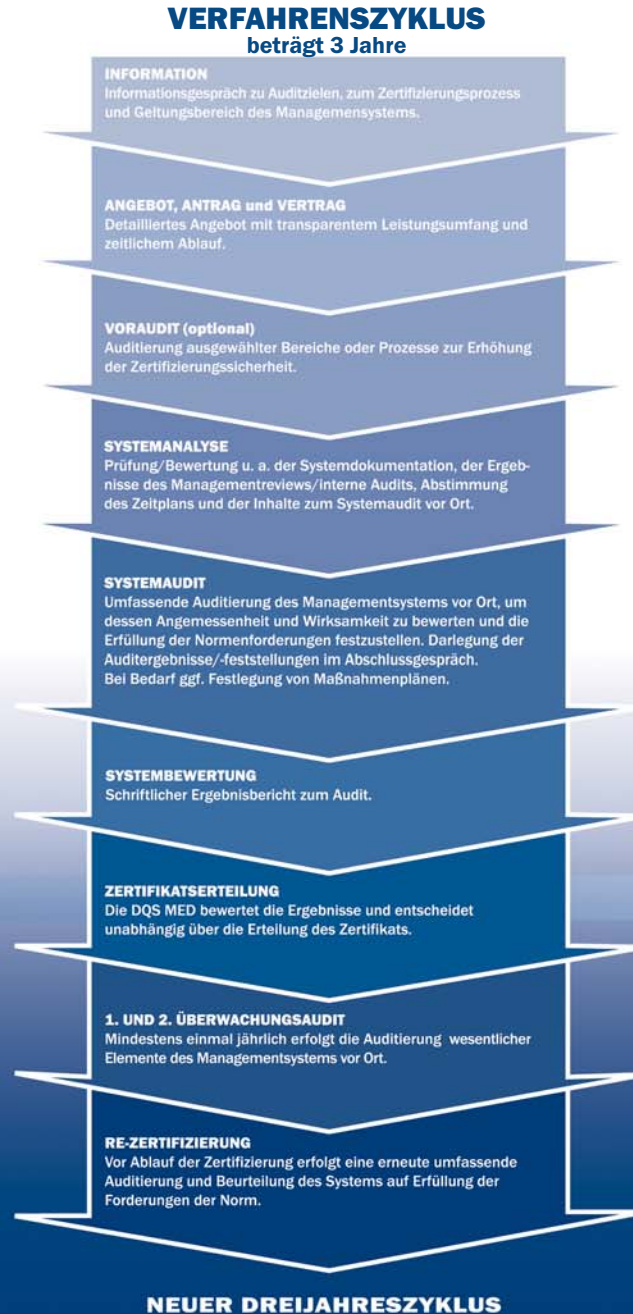 VERFAHRENSZYKLUS
beträgt 3 Jahre
INFORMATION
Informationsgespräch zu Auditzielen, zum Zertifizierungsprozess
und Geltungsbereich des Managemensystems.
ANGEBOT, ANTRAG und VERTRAG
Detailliertes Angebot mit transparentem Leistungsumfang und
zeitlichem Ablauf.
VORAUDIT (optional)
Auditierung ausgewählter Bereiche oder Prozesse zur Erhöhung
der Zertifizierungssicherheit.
SYSTEMANALYSE
Prüfung/Bewertung u. a. der Systemdokumentation, der Ergeb-
nisse des Managementreviews/interne Audits, Abstimmung
des Zeitplans und der Inhalte zum Systemaudit vor Ort.
SYSTEMAUDIT
Umfassende Auditierung des Managementsystems vor Ort, um
dessen Angemessenheit und Wirksamkeit zu bewerten und die
Erfüllung der Normenforderungen festzustellen. Darlegung der
Auditergebnisse/-feststellungen im Abschlussgespräch.
Bei Bedarf ggf. Festlegung von Maßnahmenplänen.
SYSTEMBEWERTUNG
Schriftlicher Ergebnisbericht zum Audit.
ZERTIFIKATSERTEILUNG
Die DQS MED bewertet die Ergebnisse und entscheidet
unabhängig über die Erteilung des Zertifikats.
1. UND 2. ÜBERWACHUNGSAUDIT
Mindestens einmal jährlich erfolgt die Auditierung wesentlicher
Elemente des Managementsystems vor Ort.
RE-ZERTIFIZIERUNG
Vor Ablauf der Zertifizierung erfolgt eine erneute umfassende
Auditierung und Beurteilung des Systems auf Erfüllung der
Forderungen der Norm.
NEUER DREIJAHRESZYKLUS